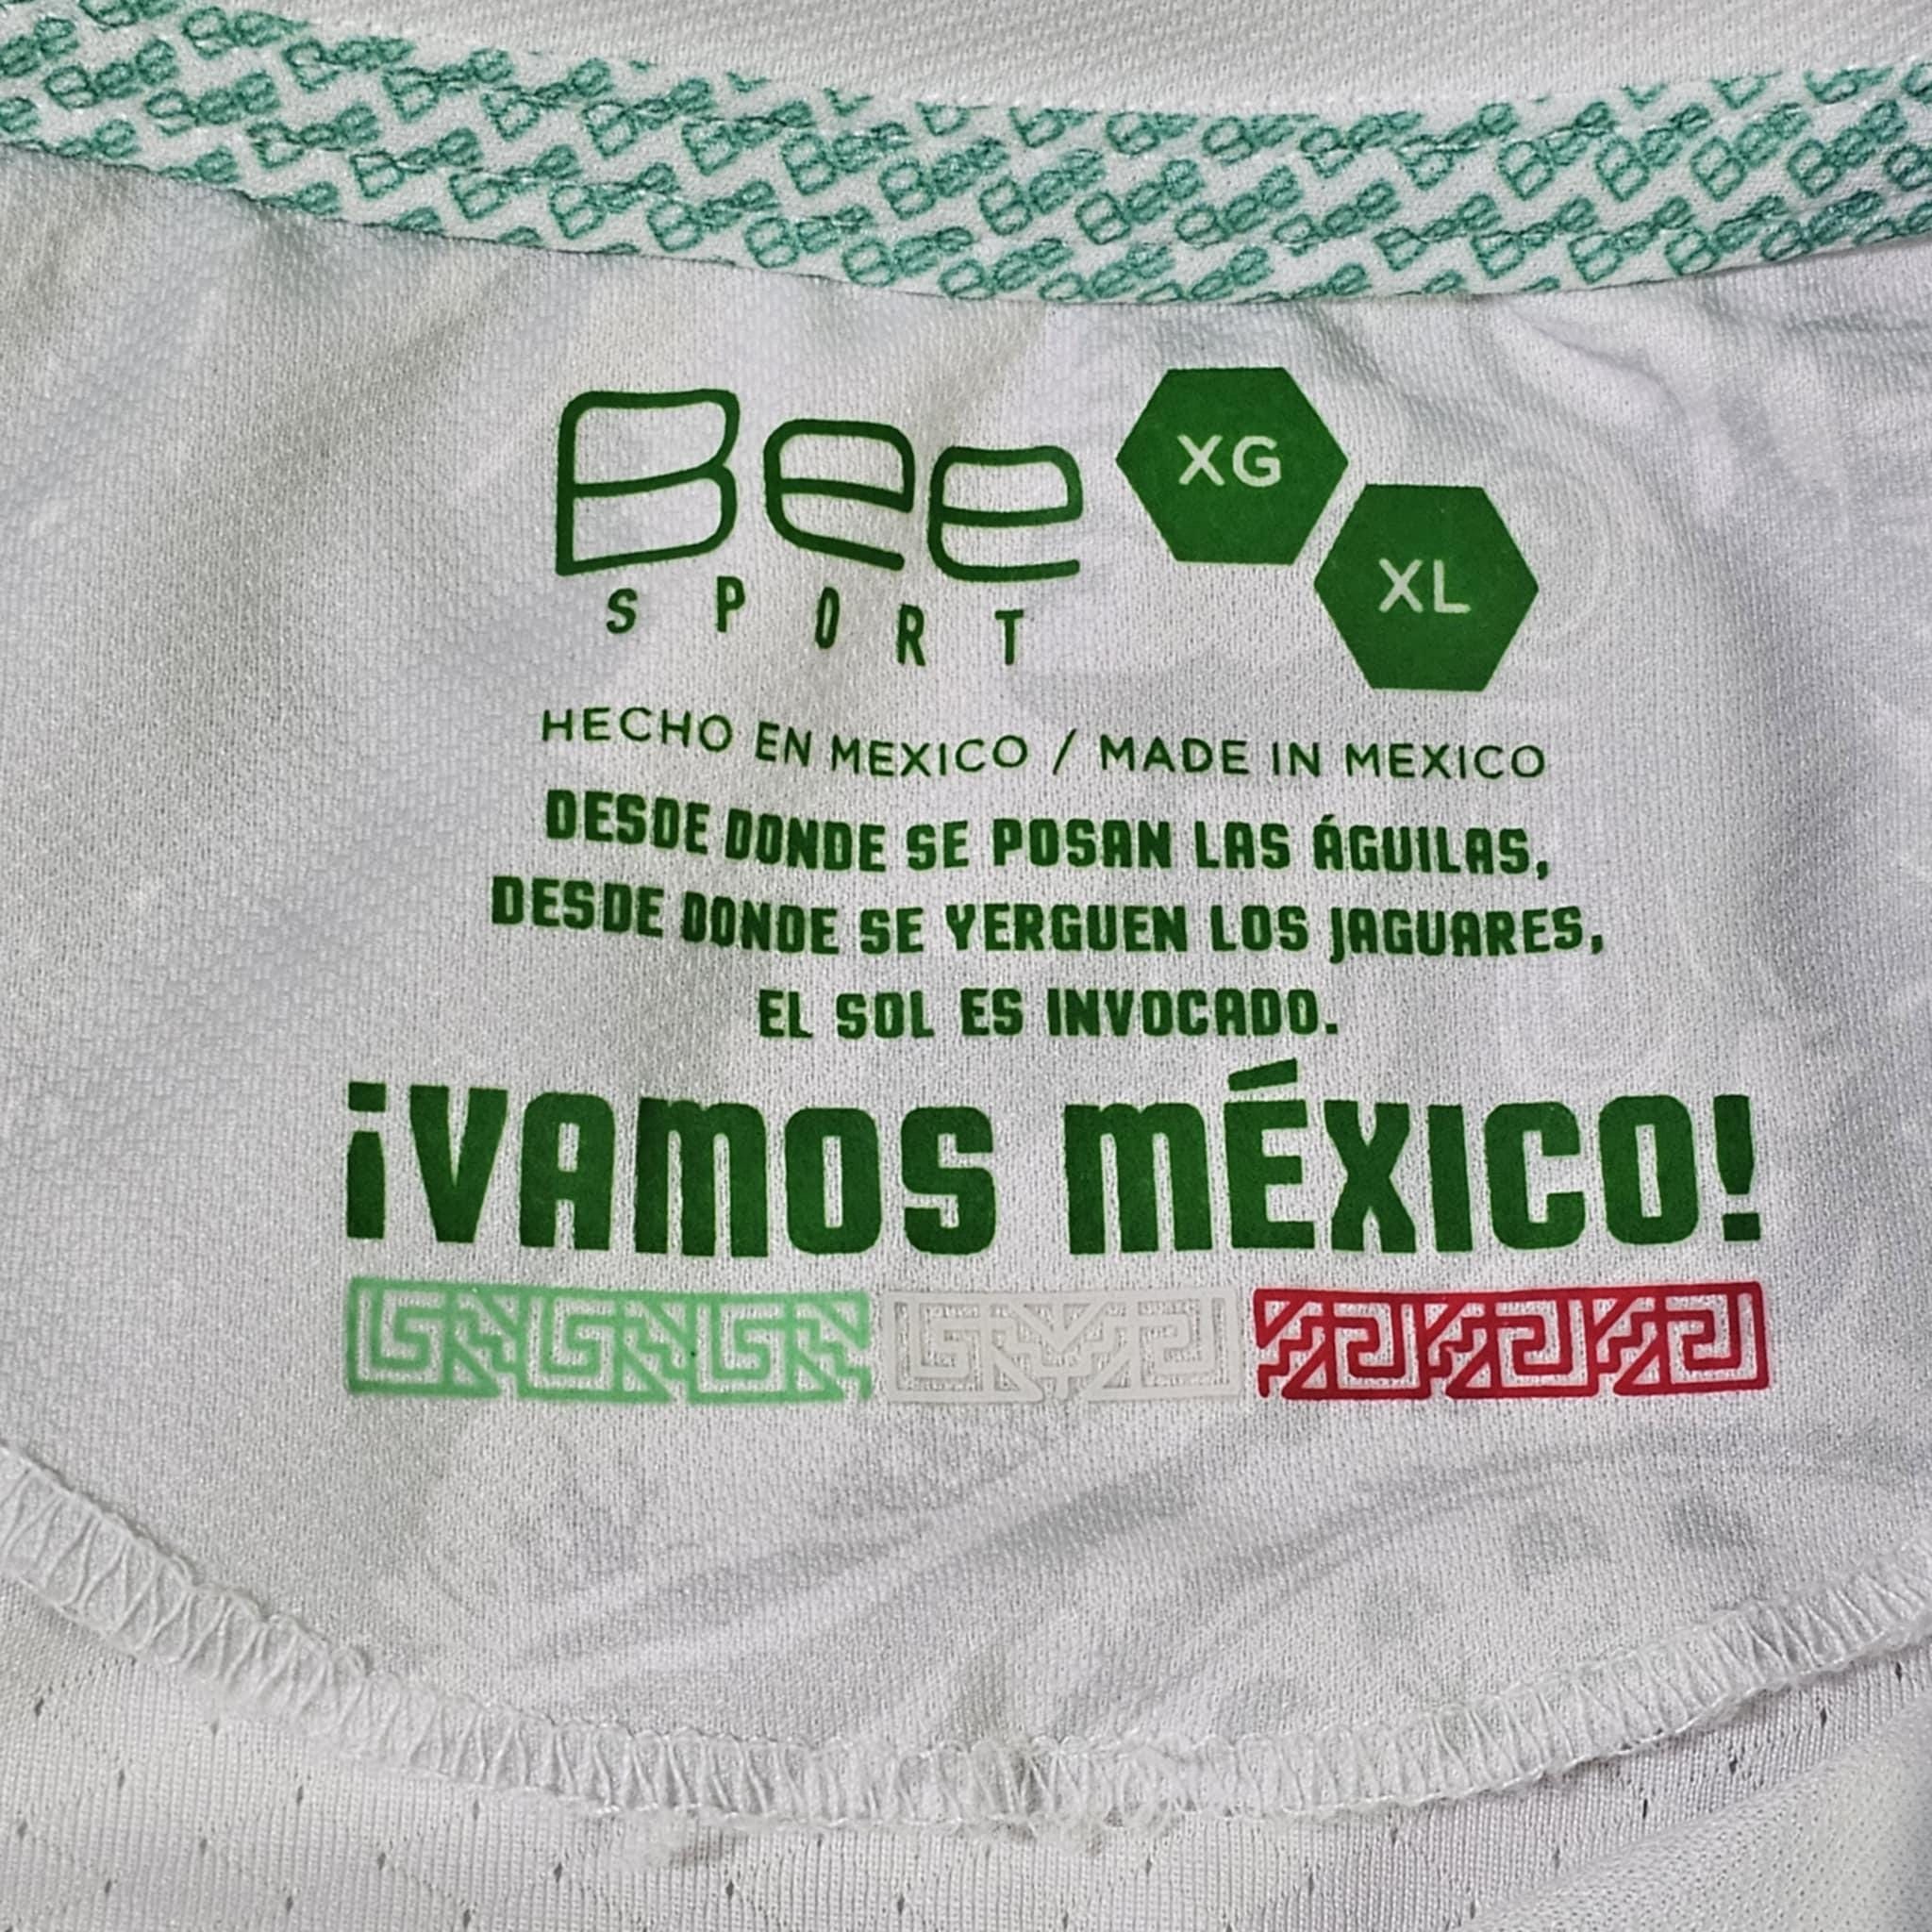 Bee
XG
XL
SPORT
HECHO EN MEXICO / MADE IN MEXICO
DESDE DONDE SE POSAN LAS ÁGUILAS,
DESDE DONDE SE YERGUEN LOS JAGUARES,
EL SOL ES INVOCADO.
¡VAMOS MÉXICO!